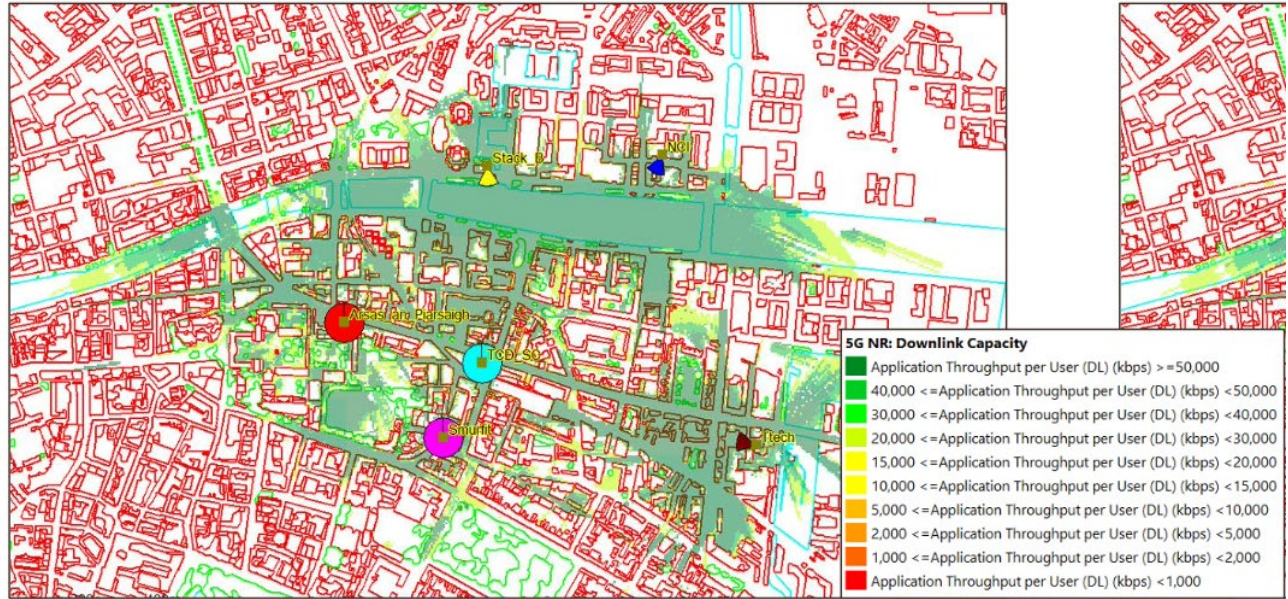 NCI
Stack_B
Arsas an Piarsaigh
TCD_SC
Smurfit
Ttech
5G NR: Downlink Capacity
Application Throughput per User (DL) (kbps) >=50,000
40,000 <=Application Throughput per User (DL) (kbps) <50,000
30,000 <=Application Throughput per User (DL) (kbps) <40,000
20,000 <=Application Throughput per User (DL) (kbps) <30,000
15,000 <=Application Throughput per User (DL) (kbps) <20,000
10,000 <=Application Throughput per User (DL) (kbps) <15,000
5,000 <=Application Throughput per User (DL) (kbps) <10,000
2,000 <=Application Throughput per User (DL) (kbps) <5,000
1,000 <=Application Throughput per User (DL) (kbps) <2,000
Application Throughput per User (DL) (kbps) <1,000